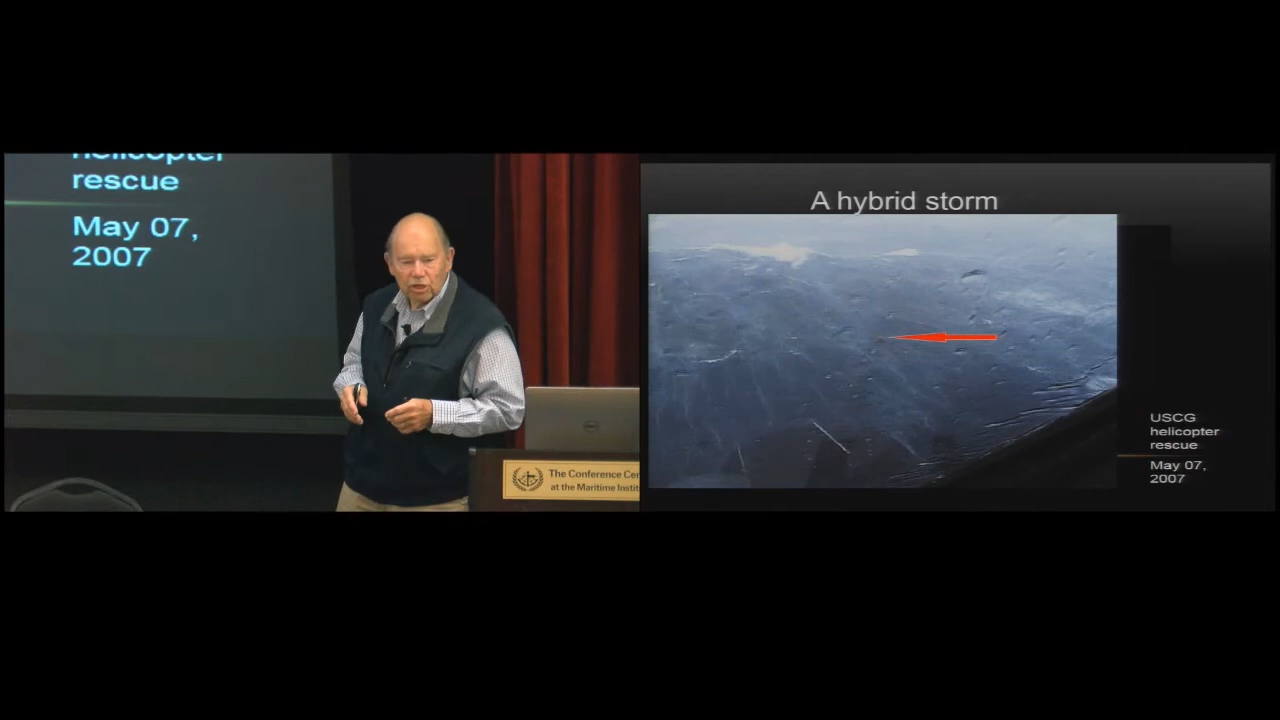 helicopter
rescue
May 07,
2007
The Conference Cen
at the Maritime Instit
A hybrid storm
USCG
helicopter
rescue
May 07,
2007